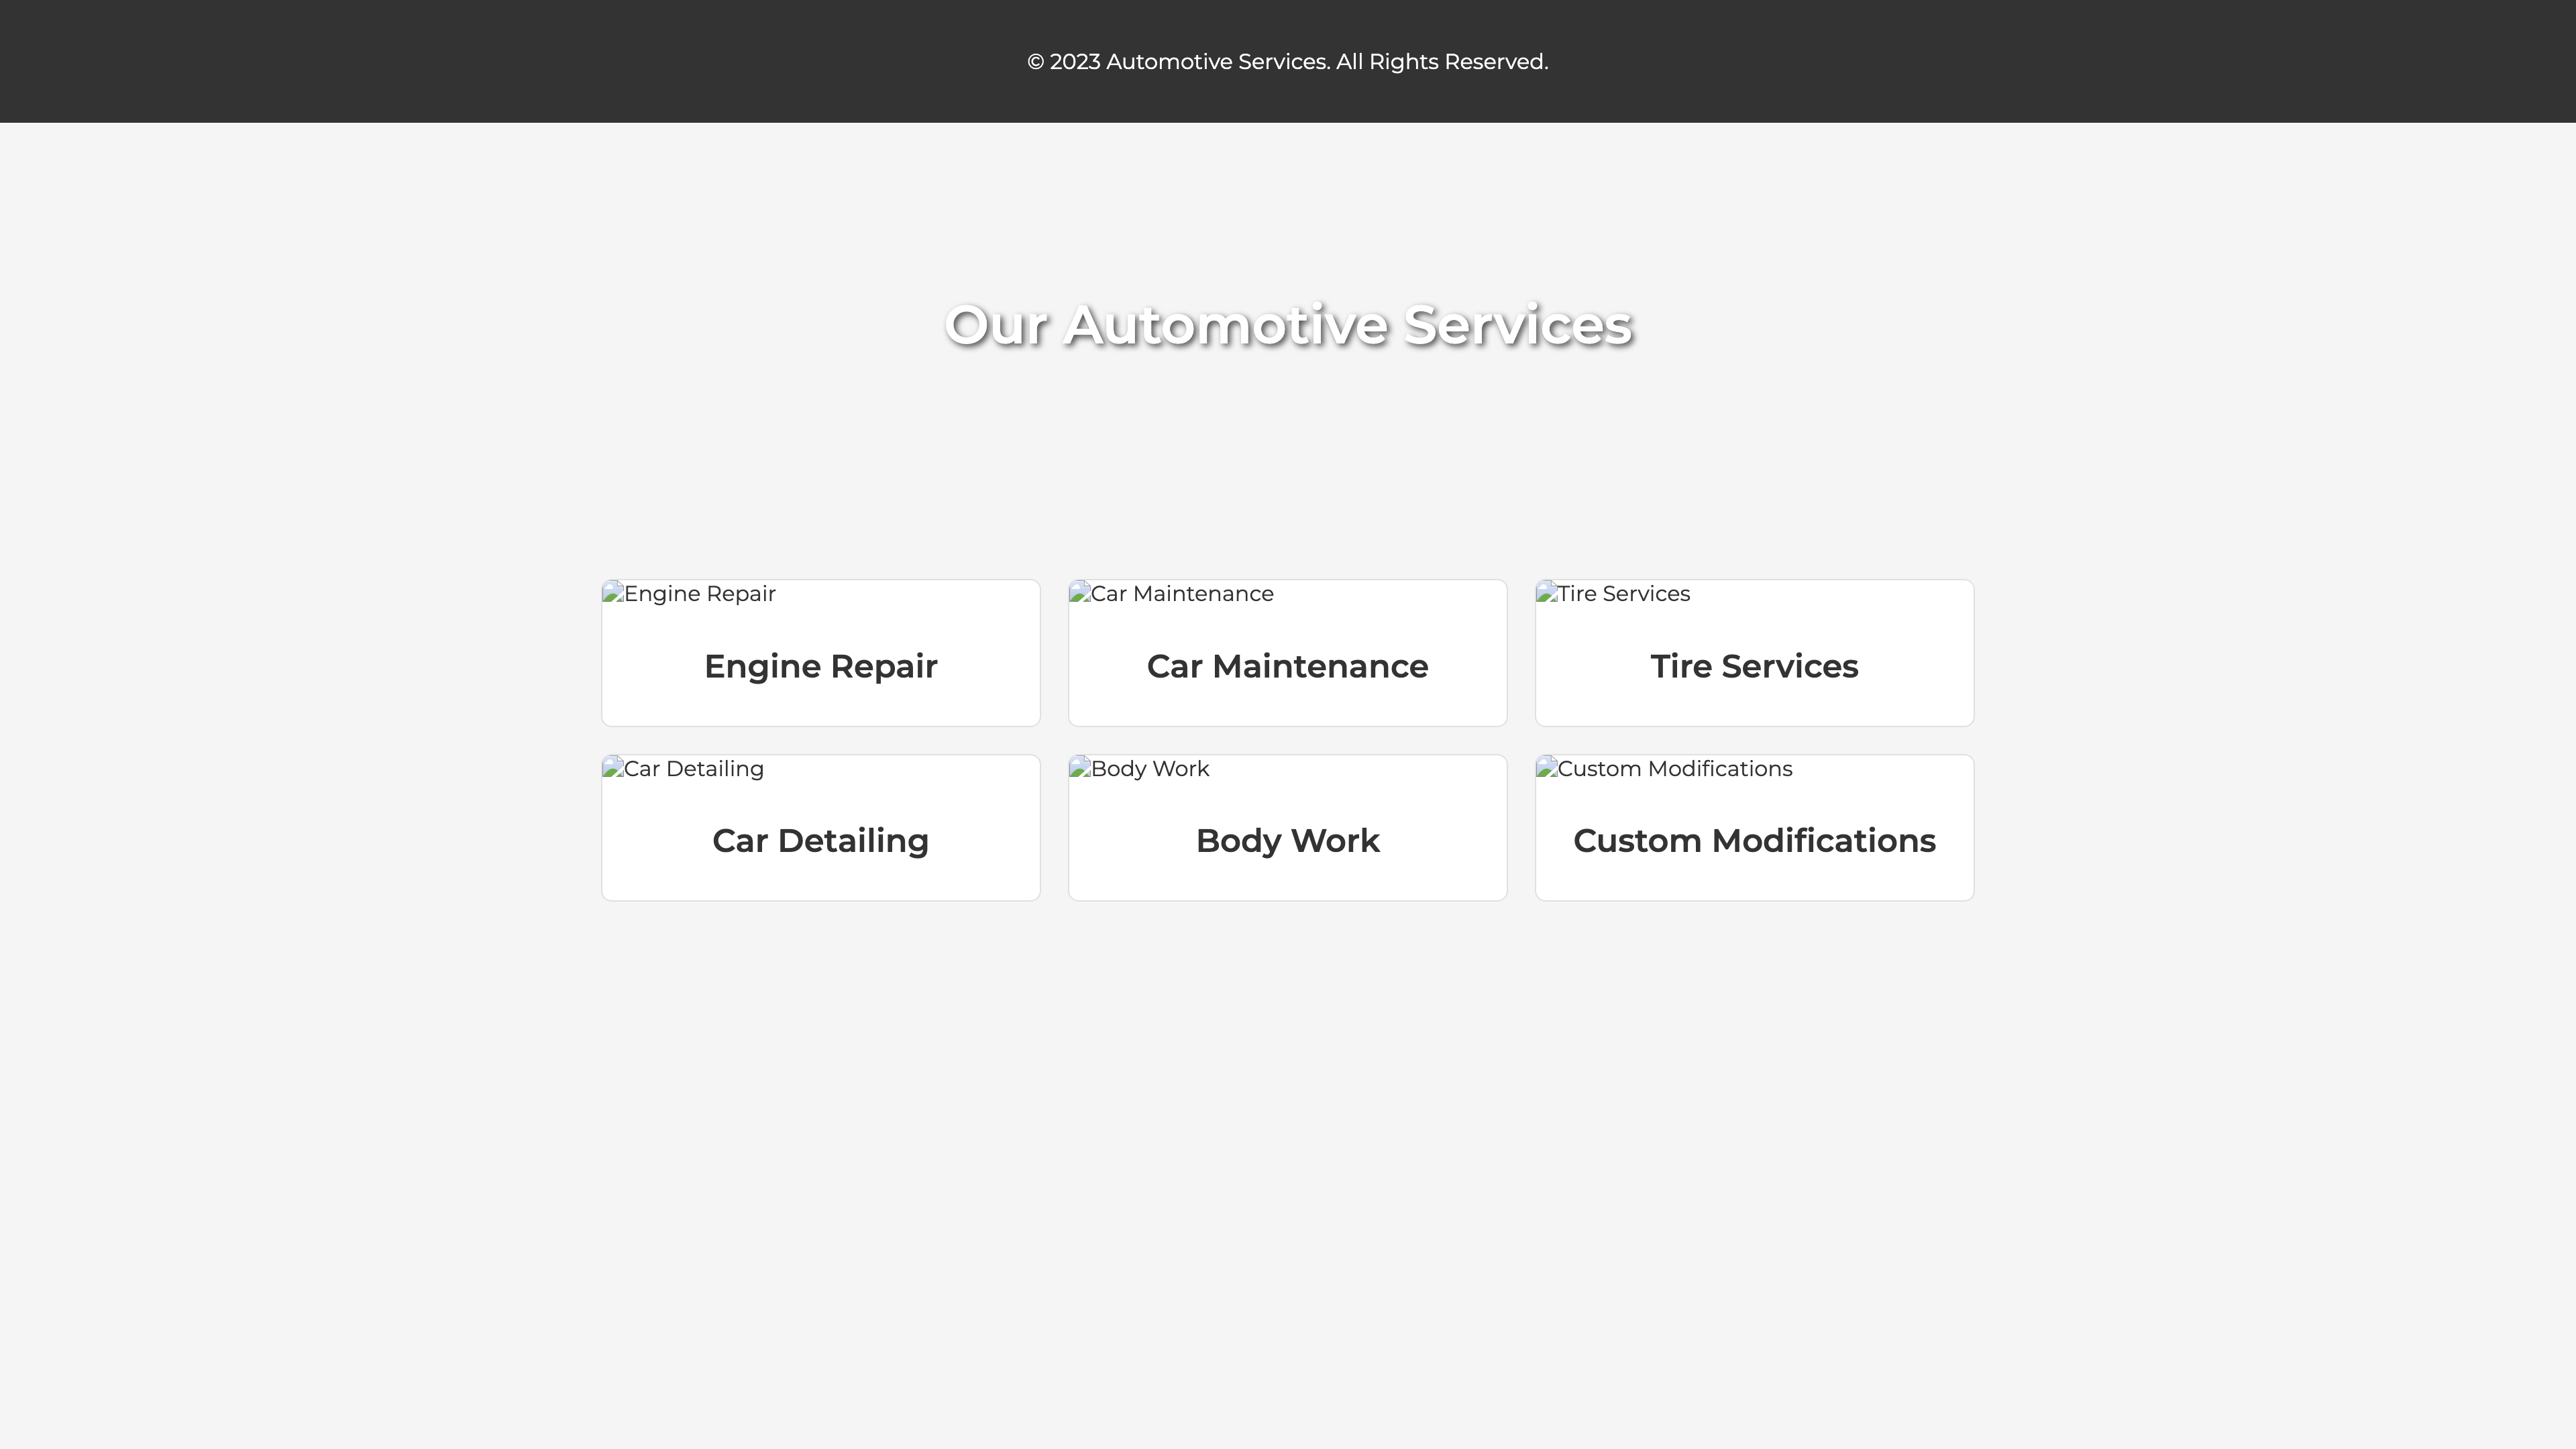 © 2023 Automotive Services. All Rights Reserved.
Our Automotive Services
Engine Repair
Engine Repair
Car Maintenance
Car Maintenance
Tire Services
Tire Services
Car Detailing
Car Detailing
Body Work
Body Work
Custom Modifications
Custom Modifications